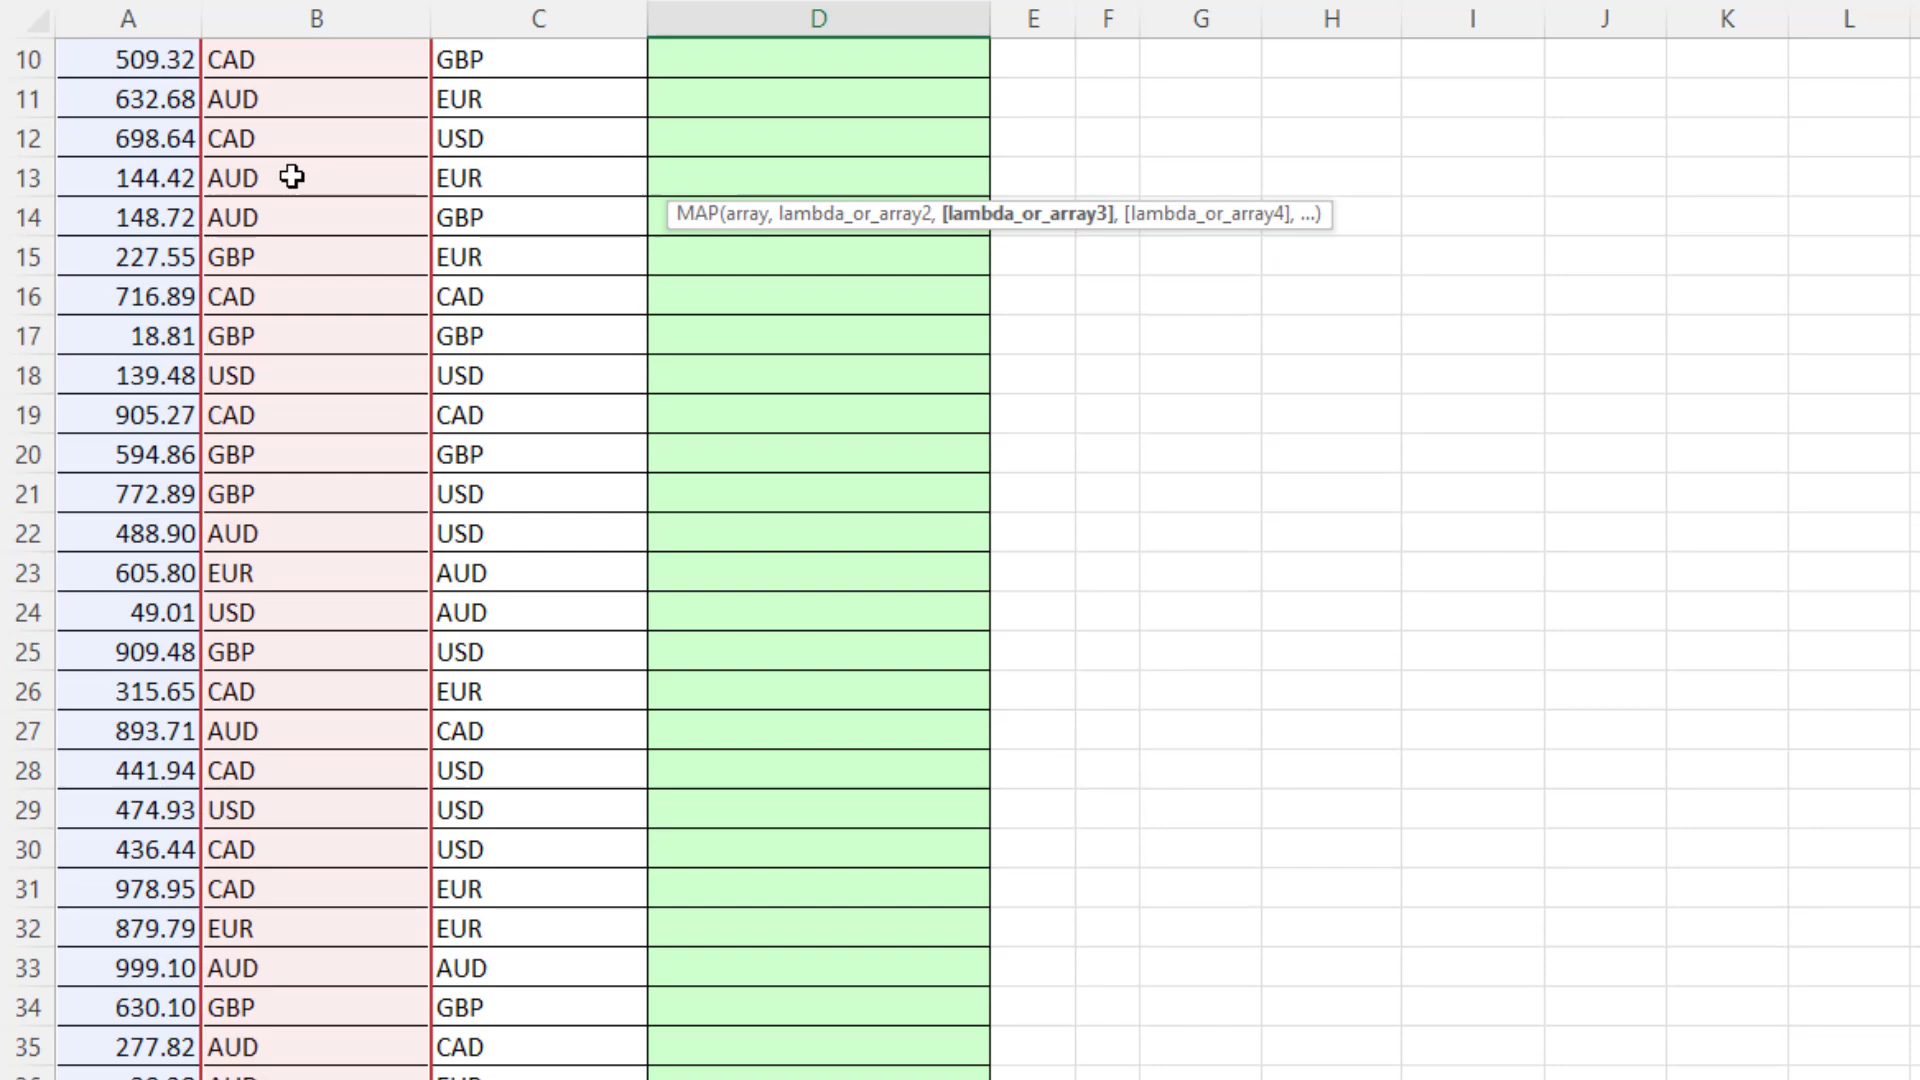 A B C D E F G H I J K L
10 509.32 CAD GBP
11 632.68 AUD EUR
12 698.64 CAD USD
13 144.42 AUD EUR
14 148.72 AUD GBP MAP(array, lambda_or_array2, [lambda_or_array3], [lambda_or_array4], ...)
15 227.55 GBP EUR
16 716.89 CAD CAD
17 18.81 GBP GBP
18 139.48 USD USD
19 905.27 CAD CAD
20 594.86 GBP GBP
21 772.89 GBP USD
22 488.90 AUD USD
23 605.80 EUR AUD
24 49.01 USD AUD
25 909.48 GBP USD
26 315.65 CAD EUR
27 893.71 AUD CAD
28 441.94 CAD USD
29 474.93 USD USD
30 436.44 CAD USD
31 978.95 CAD EUR
32 879.79 EUR EUR
33 999.10 AUD AUD
34 630.10 GBP GBP
35 277.82 AUD CAD